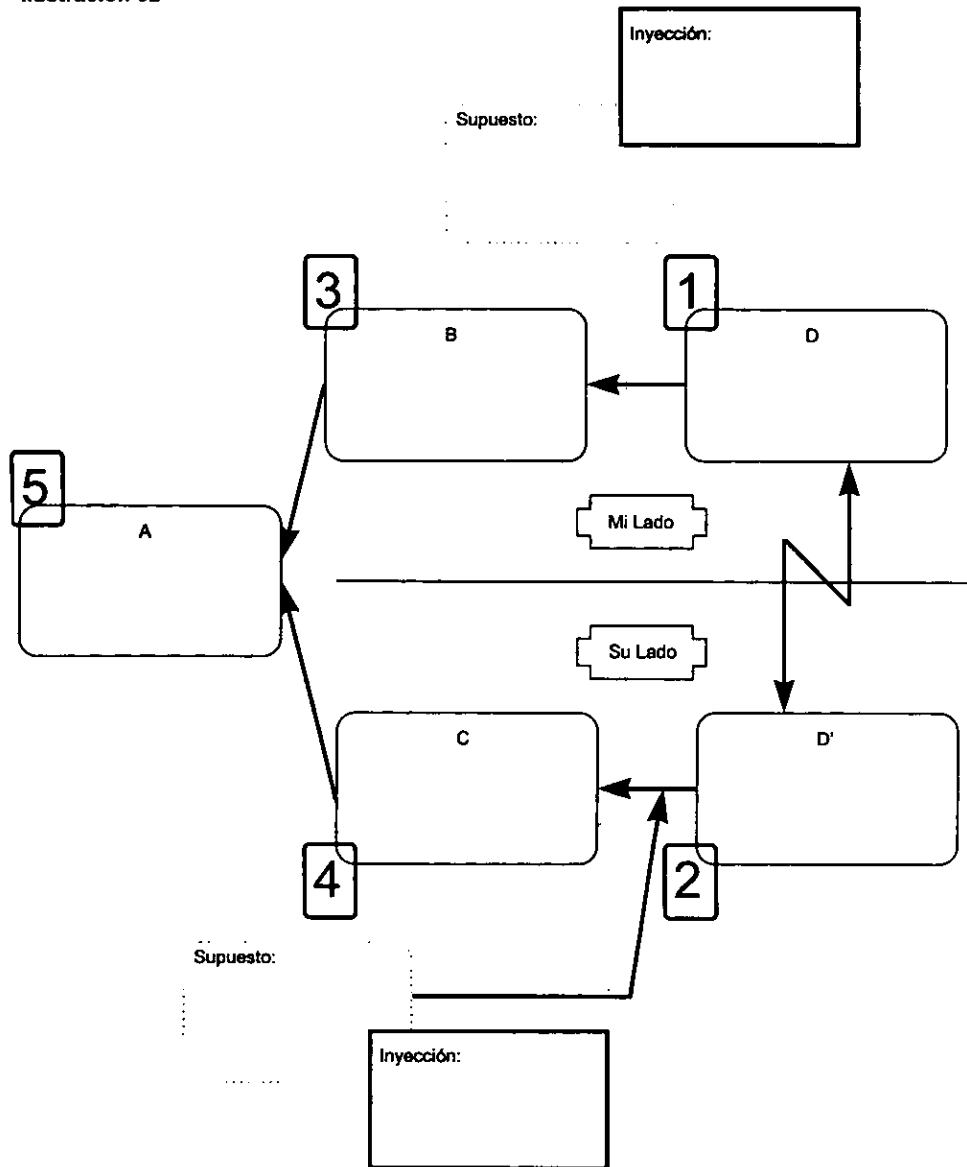 Inyección:
Supuesto:
3
1
B
D
5
A
Mi Lado
Su Lado
C
D'
4
2
Supuesto:
Inyección: